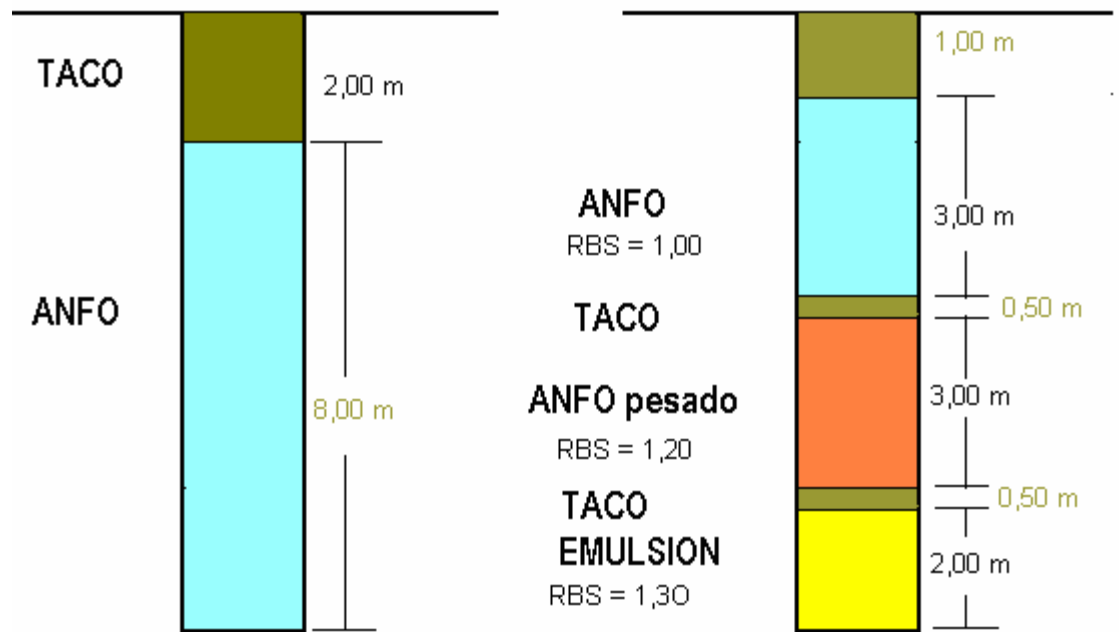 TACO
2,00 m
ANFO
8,00 m
1,00 m
ANFO
RBS = 1,00
3,00 m
TACO
0,50 m
ANFO pesado
RBS = 1,20
3,00 m
TACO
0,50 m
EMULSION
RBS = 1,30
2,00 m